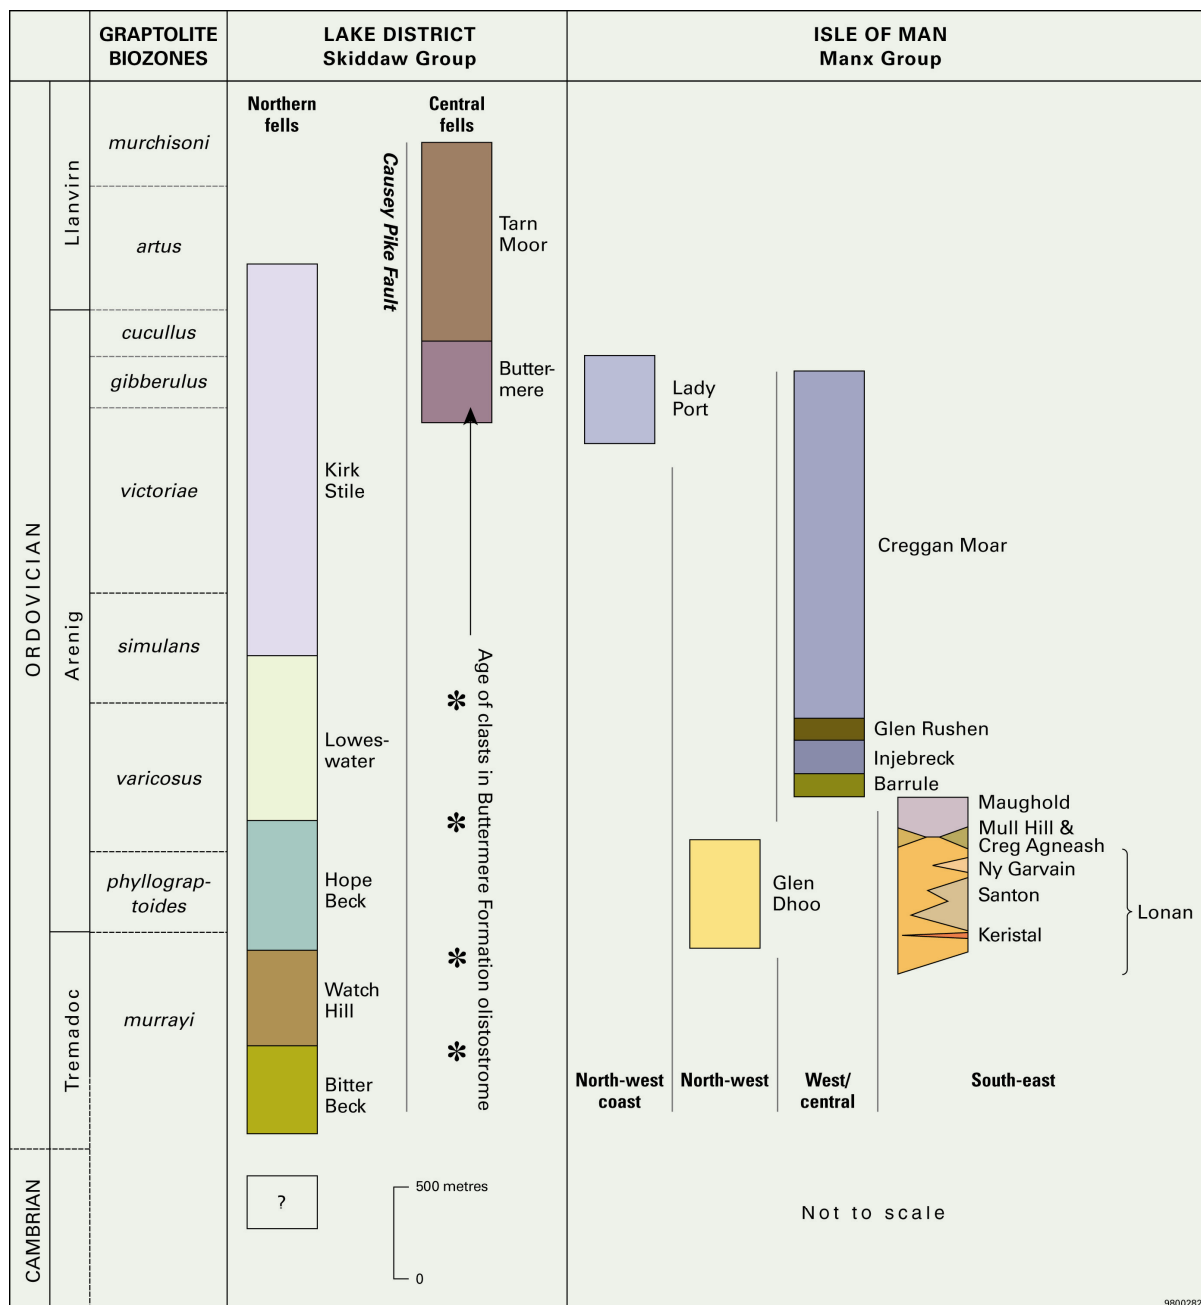 GRAPTOLITE
BIOZONES
LAKE DISTRICT
Skiddaw Group
ISLE OF MAN
Manx Group
ORDOVICIAN
CAMBRIAN
Llanvirn
Arenig
Tremadoc
murchisoni
artus
cucullus
gibberulus
victoriae
simulans
varicosus
phyllograp-
toides
murrayi
Northern
fells
Kirk
Stile
Lowes-
water
Hope
Beck
Watch
Hill
Bitter
Beck
?
Causey Pike Fault
Central
fells
Tarn
Moor
Butter-
mere
Age of clasts in Buttermere Formation olistostrome
*
*
*
*
500 metres
0
Lady
Port
North-west
coast
Glen
Dhoo
North-west
Creggan Moar
Glen Rushen
Injebreck
Barrule
West/
central
Maughold
Mull Hill &
Creg Agneash
Ny Garvain
Santon
Keristal
Lonan
South-east
Not to scale
9800282